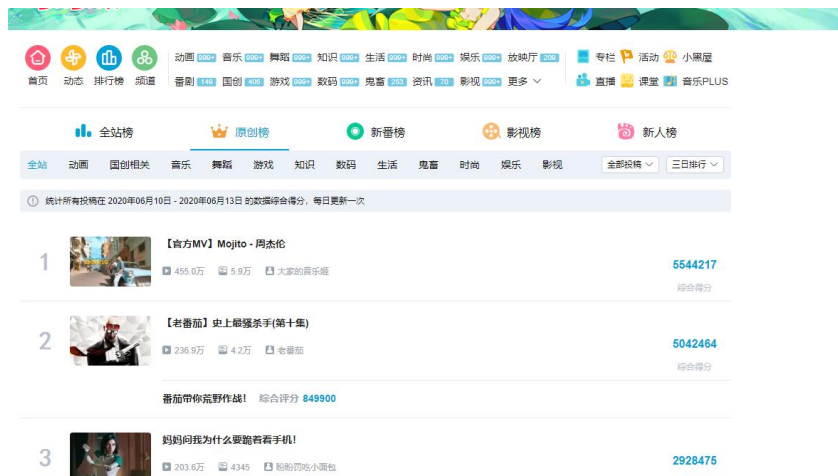 动画 999+ 音乐 999+ 舞蹈 999+ 知识 999+ 生活 999+ 时尚 999+ 娱乐 999+ 放映厅 209 专栏 活动 小黑屋
首页 动态 排行榜 频道 番剧 149 国创 405 游戏 999+ 数码 999+ 鬼畜 253 资讯 70 影视 999+ 更多 直播 课堂 音乐PLUS
全站榜 原创榜 新番榜 影视榜 新人榜
全站 动画 国创相关 音乐 舞蹈 游戏 知识 数码 生活 鬼畜 时尚 娱乐 影视 全部投稿 三日排行
统计所有投稿在 2020年06月10日 - 2020年06月13日 的数据综合得分，每日更新一次
1 【官方MV】Mojito - 周杰伦
455.0万 5.9万 大家的音乐姬
5544217
综合得分
2 【老番茄】史上最骚杀手(第十集)
236.9万 4.2万 老番茄
5042464
综合得分
番茄带你荒野作战！ 综合评分 849900
3 妈妈问我为什么要跪着看手机！
203.6万 4345 盼盼罚吃小面包
2928475